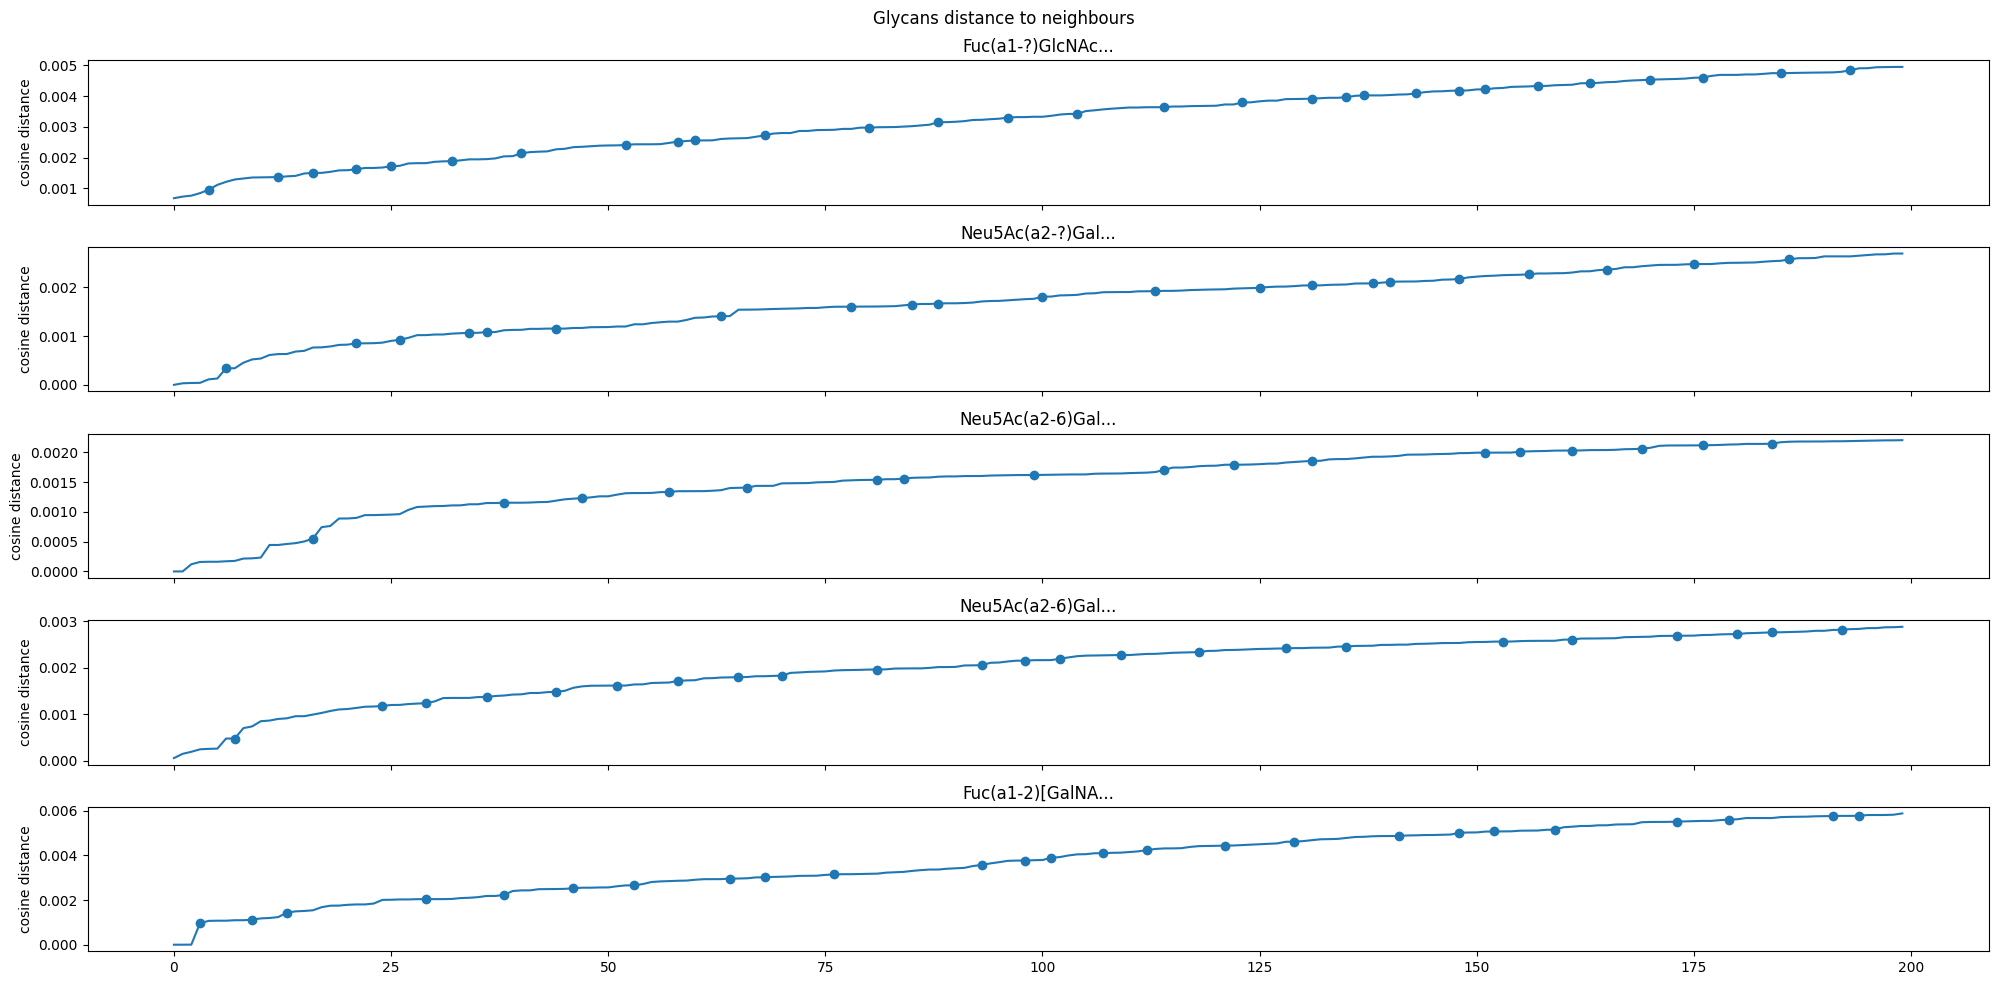 Glycans distance to neighbours
Fuc(a1-?)GlcNAc...
cosine distance
0.005
0.004
0.003
0.002
0.001
Neu5Ac(a2-?)Gal...
cosine distance
0.002
0.001
0.000
Neu5Ac(a2-6)Gal...
cosine distance
0.0020
0.0015
0.0010
0.0005
0.0000
Neu5Ac(a2-6)Gal...
cosine distance
0.003
0.002
0.001
0.000
Fuc(a1-2)[GalNA...
cosine distance
0.006
0.004
0.002
0.000
0 25 50 75 100 125 150 175 200